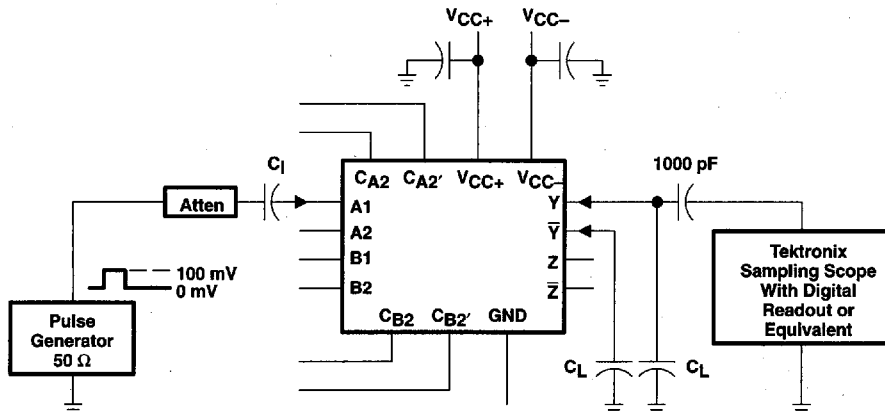 VCC+ VCC–
CI
1000 pF
CA2 CA2′ VCC+ VCC–
Atten
A1 Y
A2 Y̅
B1 Z
B2 Z̅
CB2 CB2′ GND
100 mV
0 mV
Pulse
Generator
50 Ω
Tektronix
Sampling Scope
With Digital
Readout or
Equivalent
CL CL